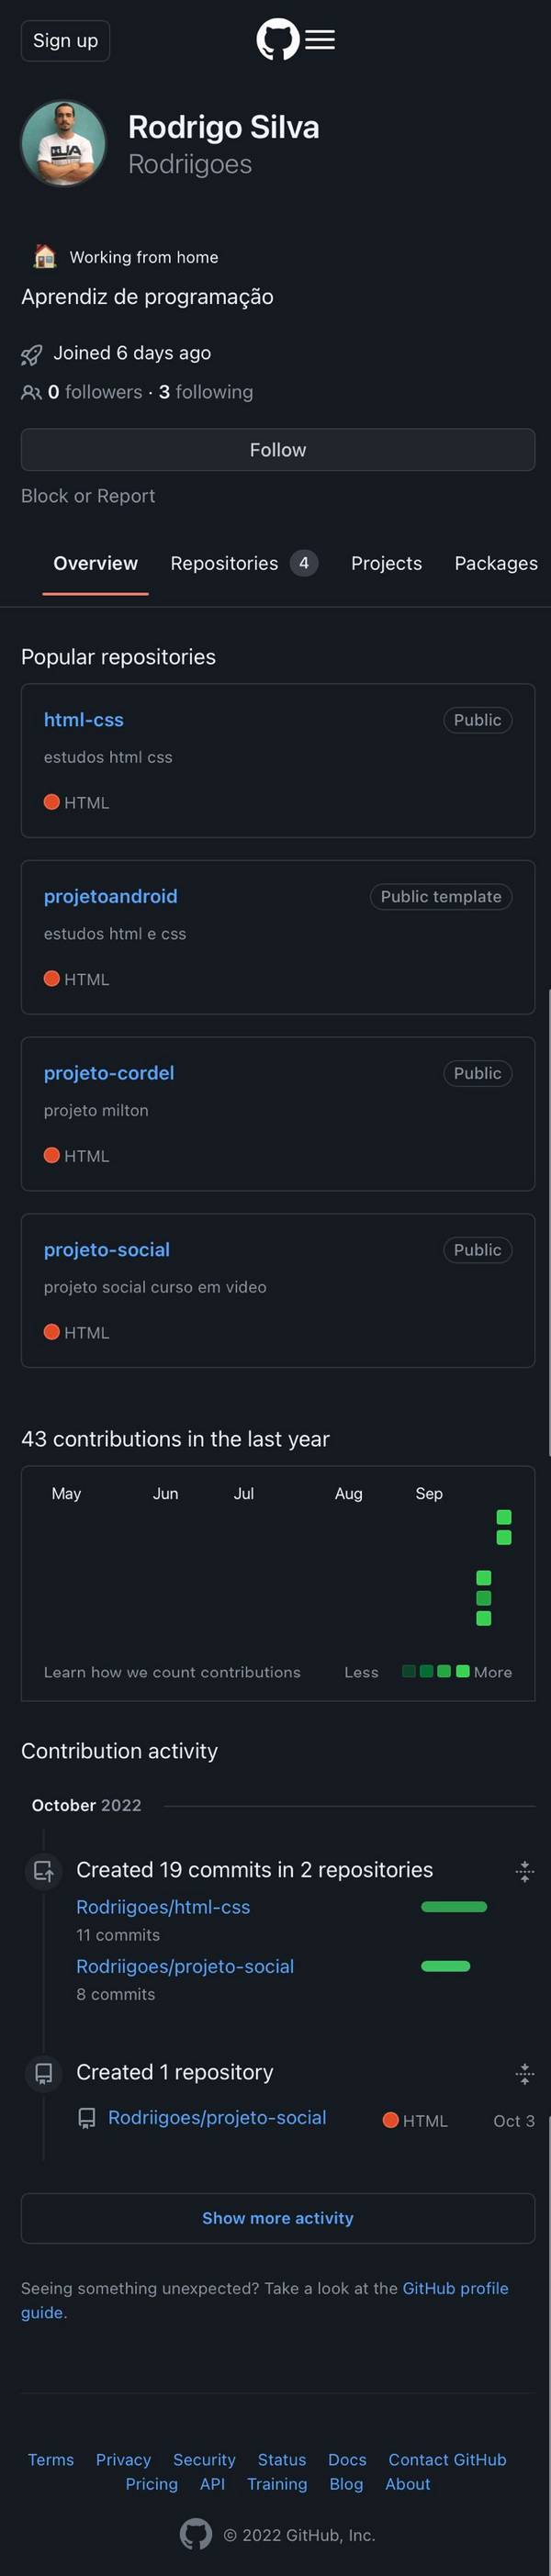 Sign up
Rodrigo Silva
Rodriigoes
Working from home
Aprendiz de programação
Joined 6 days ago
0 followers · 3 following
Follow
Block or Report
Overview Repositories 4 Projects Packages
Popular repositories
html-css Public
estudos html css
HTML
projetoandroid Public template
estudos html e css
HTML
projeto-cordel Public
projeto milton
HTML
projeto-social Public
projeto social curso em video
HTML
43 contributions in the last year
May Jun Jul Aug Sep
Learn how we count contributions Less More
Contribution activity
October 2022
Created 19 commits in 2 repositories
Rodriigoes/html-css
11 commits
Rodriigoes/projeto-social
8 commits
Created 1 repository
Rodriigoes/projeto-social HTML Oct 3
Show more activity
Seeing something unexpected? Take a look at the GitHub profile
guide.
Terms Privacy Security Status Docs Contact GitHub
Pricing API Training Blog About
© 2022 GitHub, Inc.